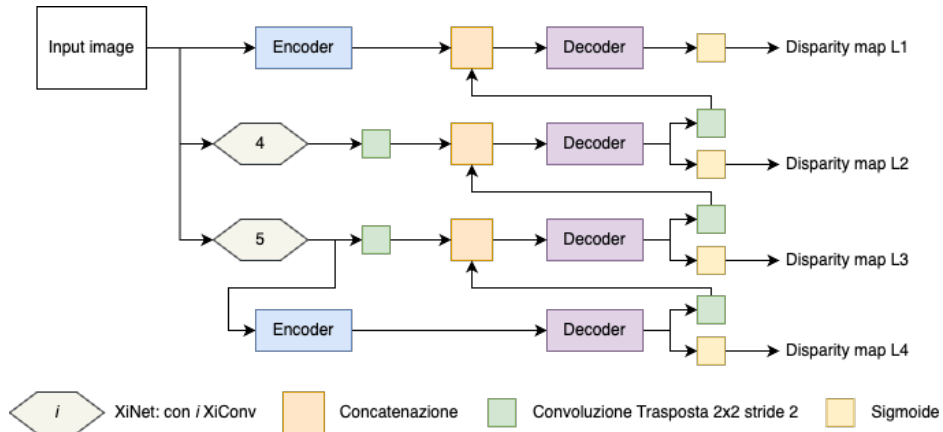 Input image
Encoder
Decoder
Disparity map L1
4
Decoder
Disparity map L2
5
Decoder
Disparity map L3
Encoder
Decoder
Disparity map L4
i
XiNet: con i XiConv
Concatenazione
Convoluzione Trasposta 2x2 stride 2
Sigmoide